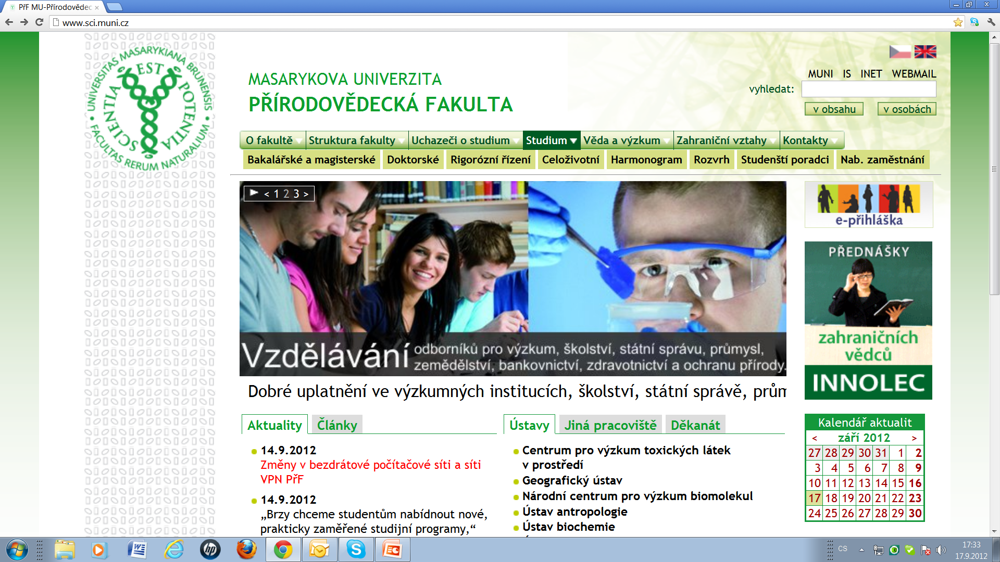 PřF MU-Přírodovědec
www.sci.muni.cz
UNIVERSITAS MASARYKIANA BRUNENSIS • FACULTAS RERUM NATURALIUM •
SCIENTIA EST POTENTIA
MASARYKOVA UNIVERZITA
PŘÍRODOVĚDECKÁ FAKULTA
MUNI IS INET WEBMAIL
vyhledat:
v obsahu v osobách
O fakultě Struktura fakulty Uchazeči o studium Studium Věda a výzkum Zahraniční vztahy Kontakty
Bakalářské a magisterské Doktorské Rigorózní řízení Celoživotní Harmonogram Rozvrh Studenští poradci Nab. zaměstnání
< 1 2 3 >
Vzdělávání odborníků pro výzkum, školství, státní správu, průmysl,
zemědělství, bankovnictví, zdravotnictví a ochranu přírody.
Dobré uplatnění ve výzkumných institucích, školství, státní správě, prům
e-přihláška
PŘEDNÁŠKY
zahraničních
vědců
INNOLEC
Aktuality Články
14.9.2012
Změny v bezdrátové počítačové síti a síti
VPN PřF
14.9.2012
„Brzy chceme studentům nabídnout nové,
prakticky zaměřené studijní programy,“
Ústavy Jiná pracoviště Děkanát
Centrum pro výzkum toxických látek
v prostředí
Geografický ústav
Národní centrum pro výzkum biomolekul
Ústav antropologie
Ústav biochemie
Kalendář aktualit
< září 2012 >
27 28 29 30 31 1 2
3 4 5 6 7 8 9
10 11 12 13 14 15 16
17 18 19 20 21 22 23
24 25 26 27 28 29 30
CS
17:33
17.9.2012